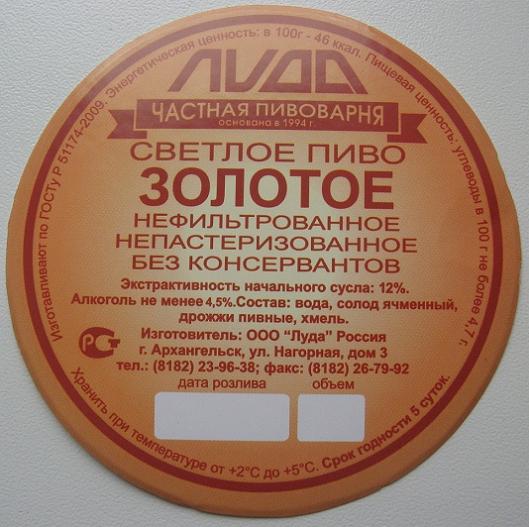 ЛУДА
ЧАСТНАЯ ПИВОВАРНЯ
основана в 1994 г.
СВЕТЛОЕ ПИВО
ЗОЛОТОЕ
НЕФИЛЬТРОВАННОЕ
НЕПАСТЕРИЗОВАННОЕ
БЕЗ КОНСЕРВАНТОВ
Экстрактивность начального сусла: 12%.
Алкоголь не менее 4,5%.Состав: вода, солод ячменный,
дрожжи пивные, хмель.
Изготовитель: ООО "Луда" Россия
г. Архангельск, ул. Нагорная, дом 3
тел.: (8182) 23-96-38; факс: (8182) 26-79-92
дата розлива объем
Изготавливают по ГОСТу Р 51174-2009. Энергетическая ценность: в 100г - 46 ккал. Пищевая ценность: углеводы в 100 г не более 4,7 г.
Хранить при температуре от +2°С до +5°С. Срок годности 5 суток.